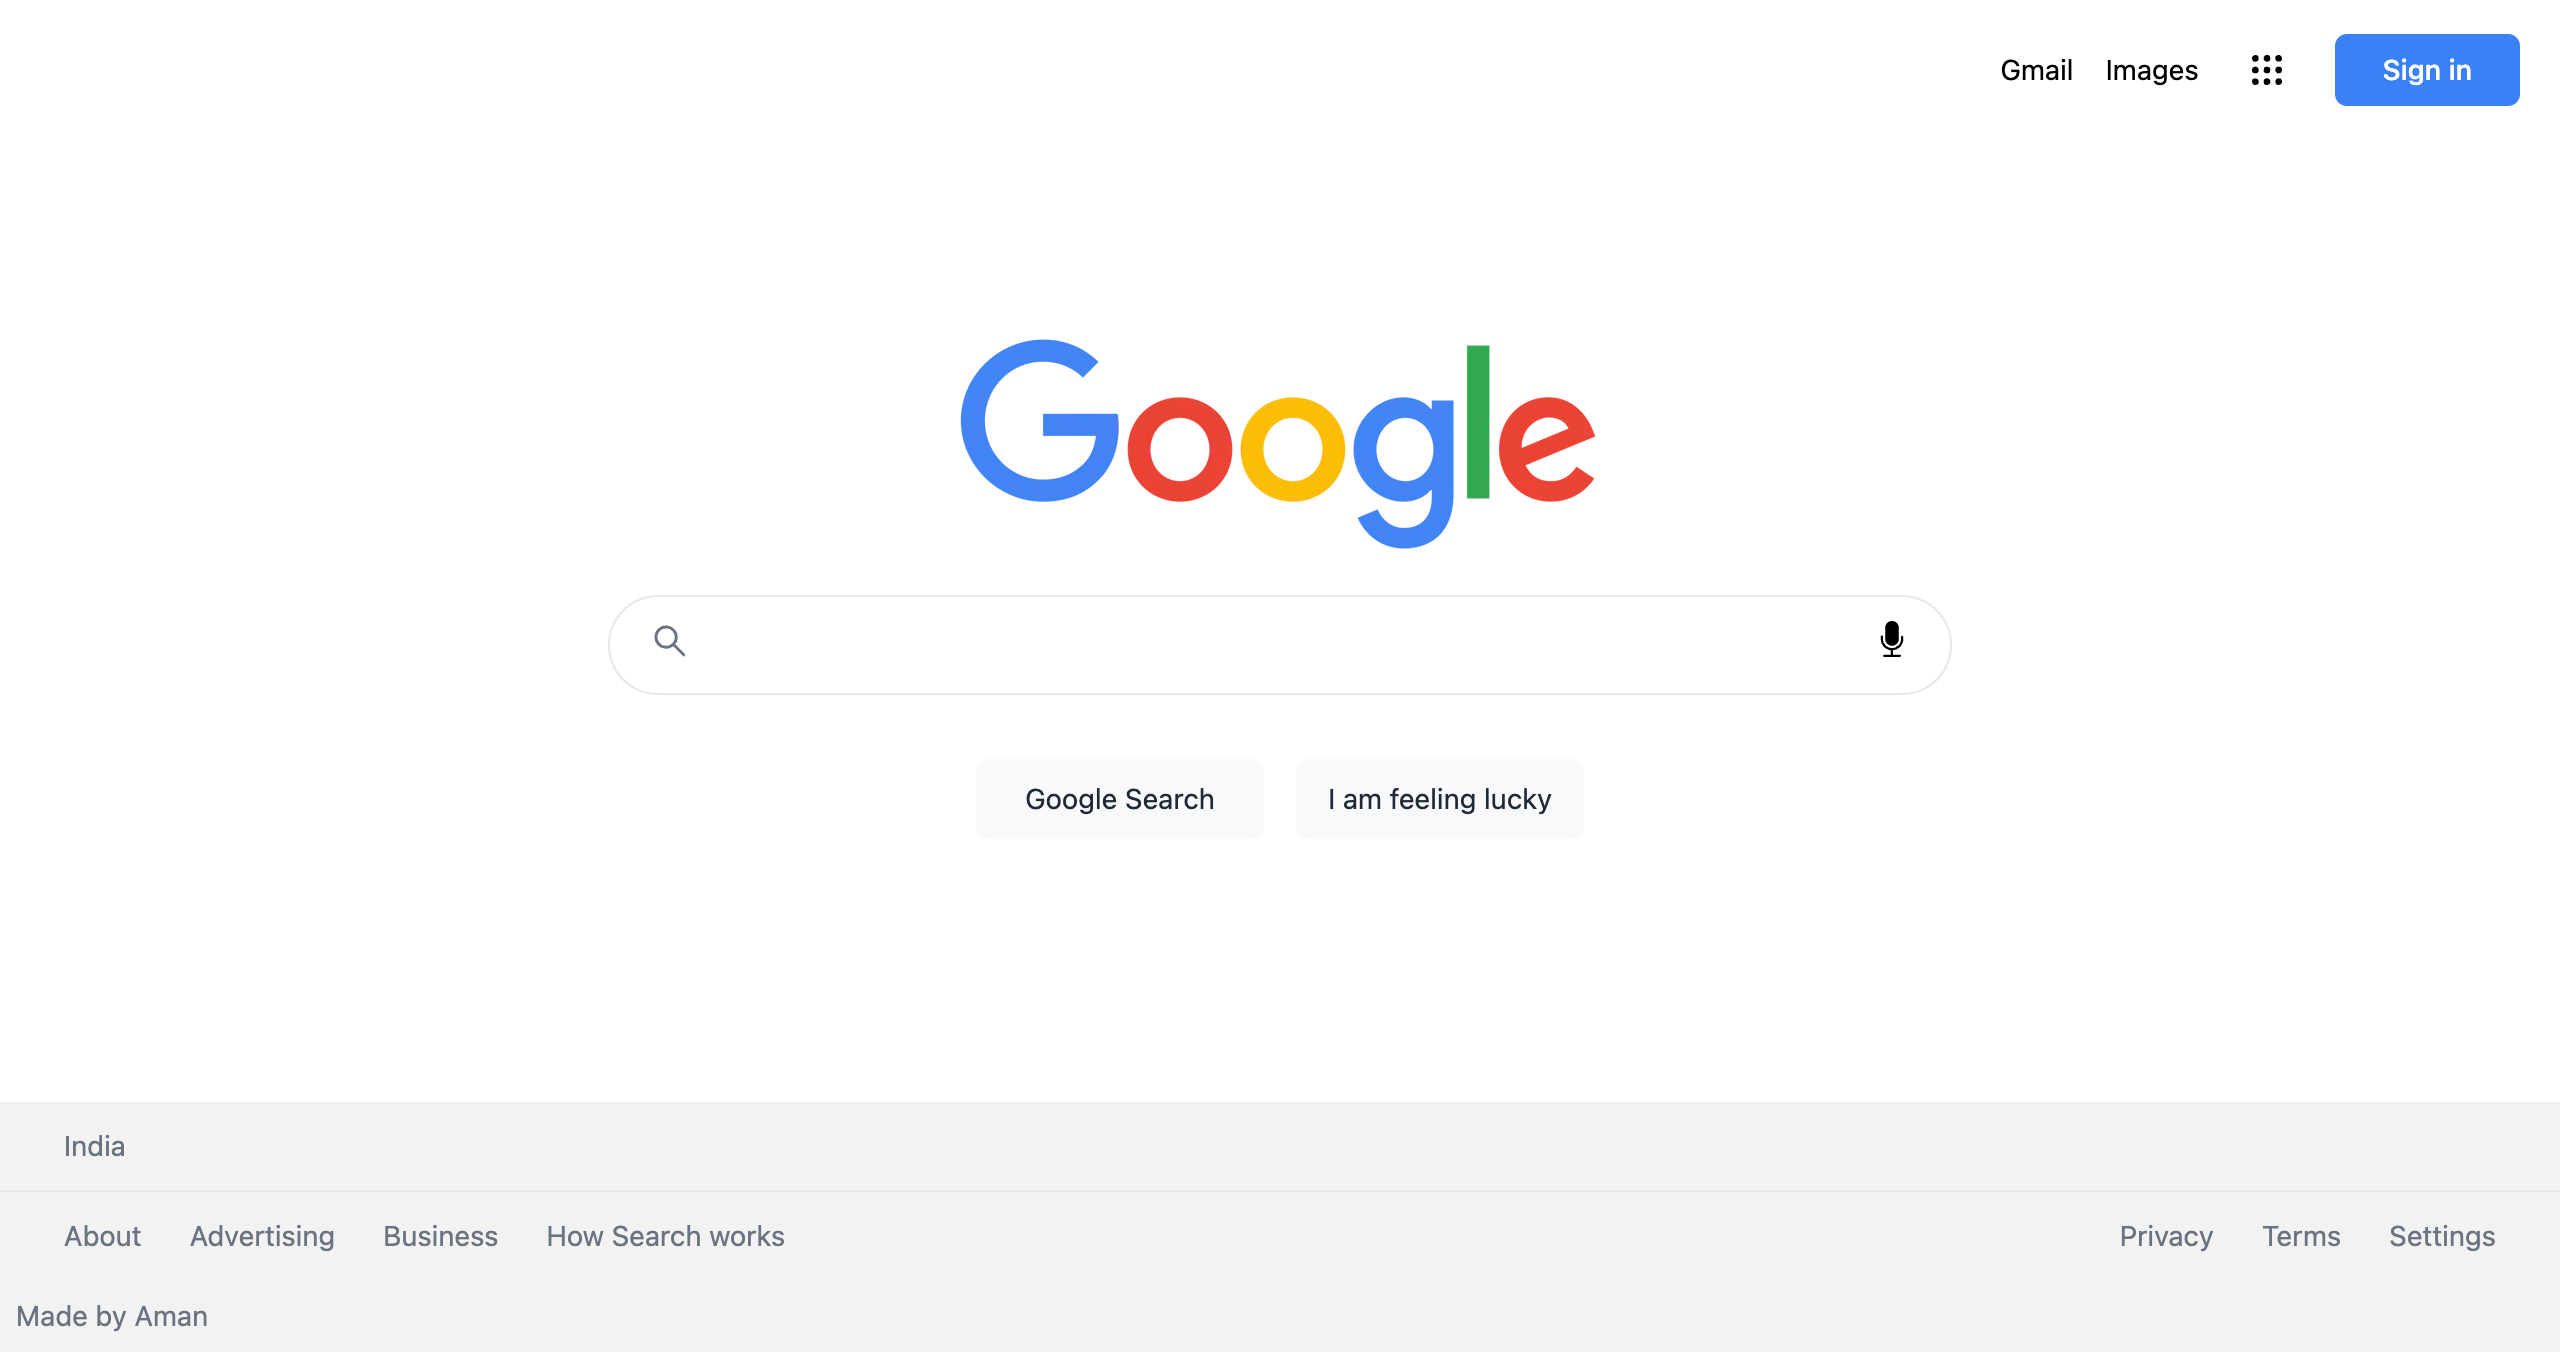 Gmail Images Sign in
Google
Google Search I am feeling lucky
India
About Advertising Business How Search works Privacy Terms Settings
Made by Aman